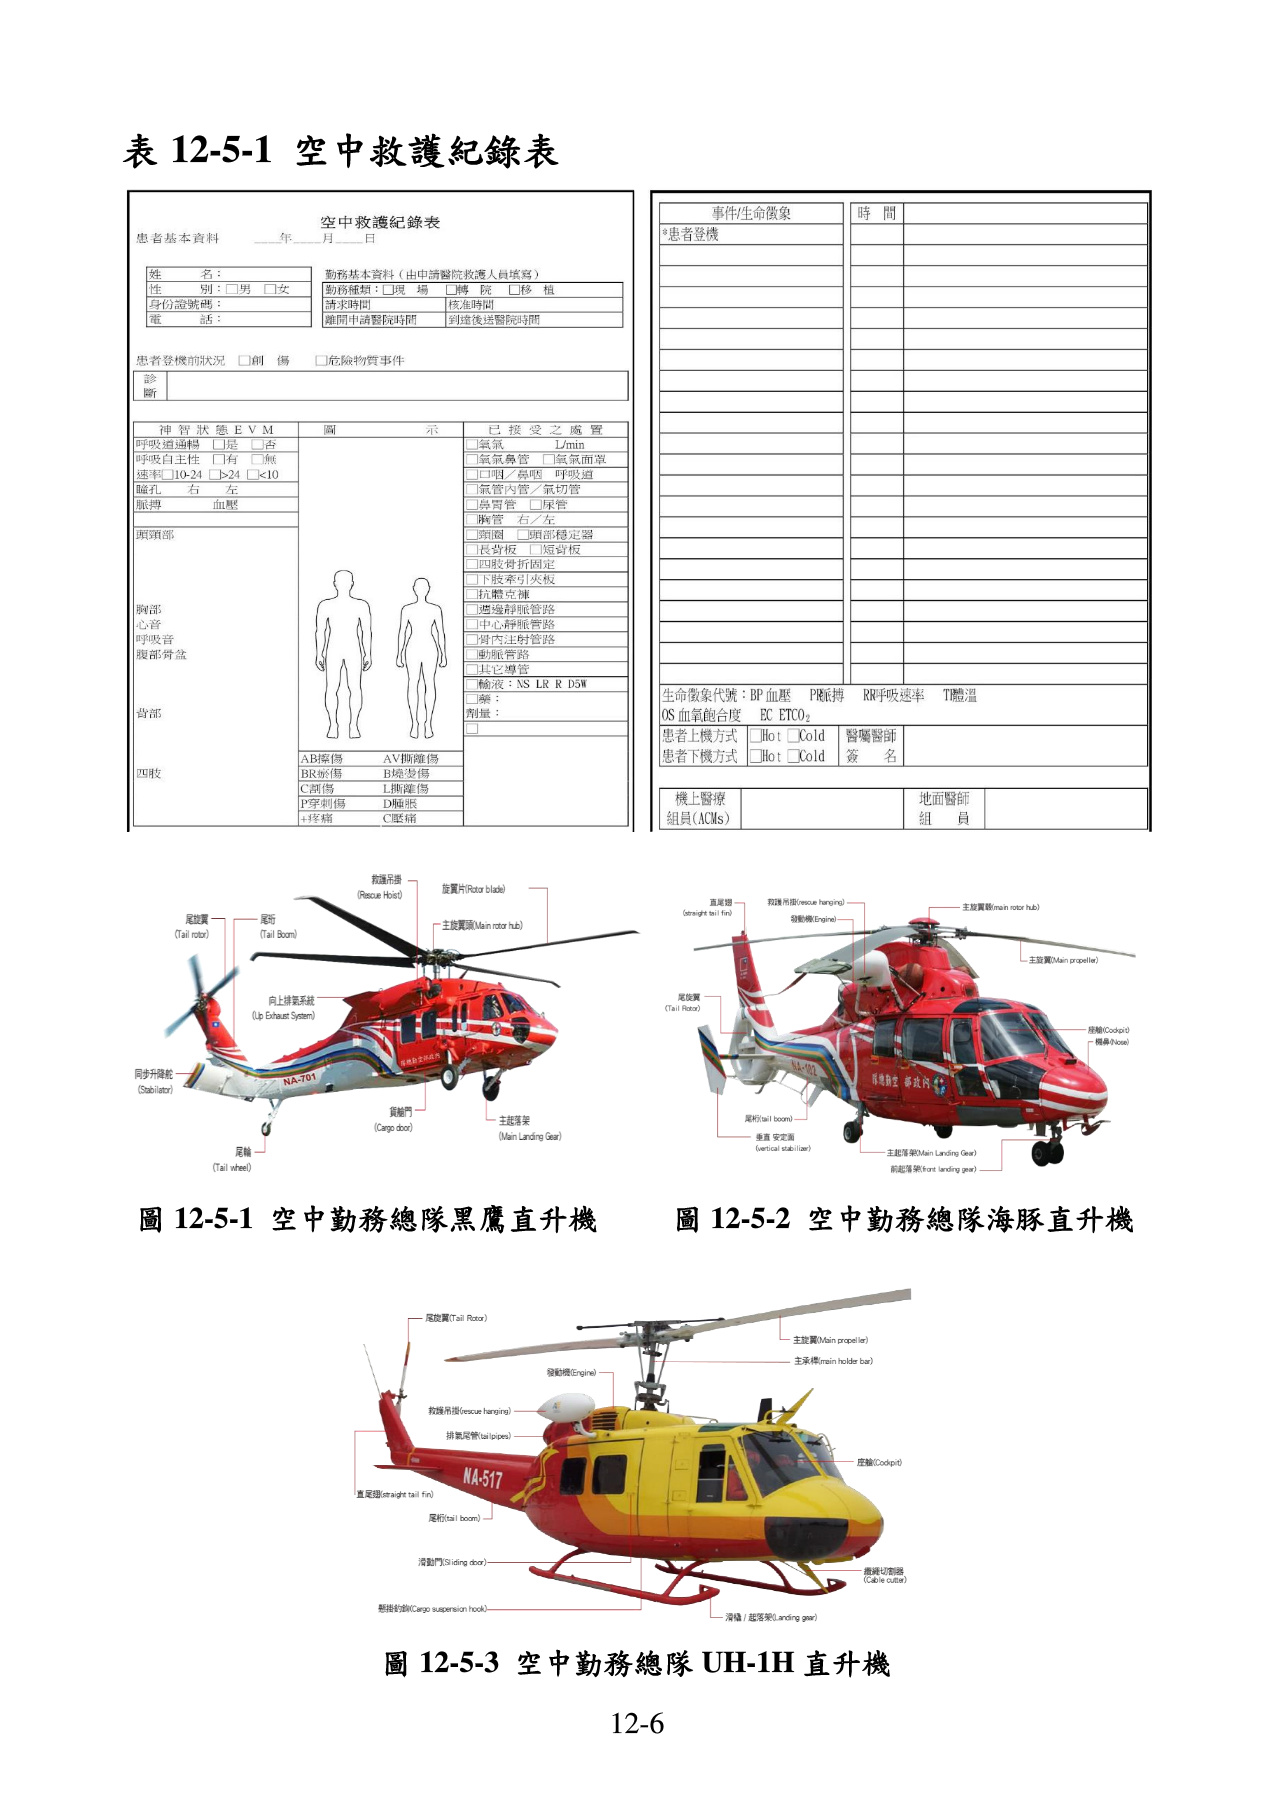 表 12-5-1 空中救護紀錄表
空中救護紀錄表
患者基本資料 ____年____月____日
姓 名：
性 別：□男 □女
身份證號碼：
電 話：
勤務基本資料（由申請醫院救護人員填寫）
勤務種類：□現 場 □轉 院 □移 植
請求時間 核准時間
離開申請醫院時間 到達後送醫院時間
患者登機前狀況 □創 傷 □危險物質事件
診斷
神 智 狀 態 E V M
呼吸道通暢 □是 □否
呼吸自主性 □有 □無
速率□10-24 □>24 □<10
瞳孔 右 左
脈搏 血壓
頭頸部
胸部
心音
呼吸音
腹部骨盆
背部
四肢
圖 示
AB擦傷 AV撕離傷
BR瘀傷 B燒燙傷
C割傷 L撕離傷
P穿刺傷 D腫脹
+疼痛 C壓痛
已 接 受 之 處 置
□氧氣 L/min
□氧氣鼻管 □氧氣面罩
□口咽／鼻咽 呼吸道
□氣管內管／氣切管
□鼻胃管 □尿管
□胸管 右／左
□頸圈 □頭部穩定器
□長背板 □短背板
□四肢骨折固定
□下肢牽引夾板
□抗體克褲
□週邊靜脈管路
□中心靜脈管路
□骨內注射管路
□動脈管路
□其它導管
□輸液：NS LR R D5W
□藥：
劑量：
□
事件/生命徵象 時 間
*患者登機
生命徵象代號：BP 血壓 PR脈搏 RR呼吸速率 T體溫
OS 血氧飽合度 EC ETCO₂
患者上機方式 □Hot □Cold
患者下機方式 □Hot □Cold
醫囑醫師
簽 名
機上醫療
組員(ACMs)
地面醫師
組 員
救護吊掛
(Rescue Hoist)
旋翼片(Rotor blade)
尾旋翼
(Tail rotor)
尾珩
(Tail Boom)
主旋翼頭(Main rotor hub)
向上排氣系統
(Up Exhaust System)
同步升降舵
(Stabilator)
NA-701
貨艙門
(Cargo door)
主起落架
(Main Landing Gear)
尾輪
(Tail wheel)
直尾翅
(straight tail fin)
救護吊掛(rescue hanging)
發動機(Engine)
主旋翼轂(main rotor hub)
主旋翼(Main propeller)
尾旋翼
(Tail Rotor)
座艙(Cockpit)
機鼻(Nose)
NA-102
尾桁(tail boom)
垂直 安定面
(vertical stabilizer)
主起落架(Main Landing Gear)
前起落架(front landing gear)
圖 12-5-1 空中勤務總隊黑鷹直升機
圖 12-5-2 空中勤務總隊海豚直升機
尾旋翼(Tail Rotor)
主旋翼(Main propeller)
主承桿(main holder bar)
發動機(Engine)
救護吊掛(rescue hanging)
排氣尾管(tailpipes)
座艙(Cockpit)
NA-517
直尾翅(straight tail fin)
尾桁(tail boom)
滑動門(Sliding door)
纜繩切割器
(Cable cutter)
懸掛釣鉤(Cargo suspension hook)
滑橇 / 起落架(Landing gear)
圖 12-5-3 空中勤務總隊 UH-1H 直升機
12-6